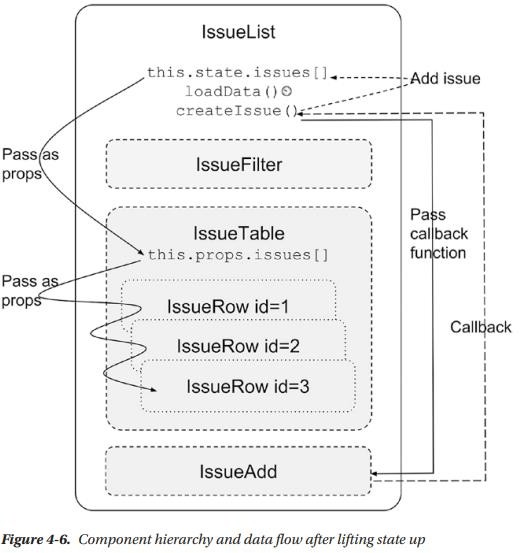 IssueList
this.state.issues[]
loadData()
createIssue()
Add issue
Pass as
props
IssueFilter
IssueTable
this.props.issues[]
Pass
callback
function
Pass as
props
IssueRow id=1
IssueRow id=2
IssueRow id=3
Callback
IssueAdd
Figure 4-6. Component hierarchy and data flow after lifting state up